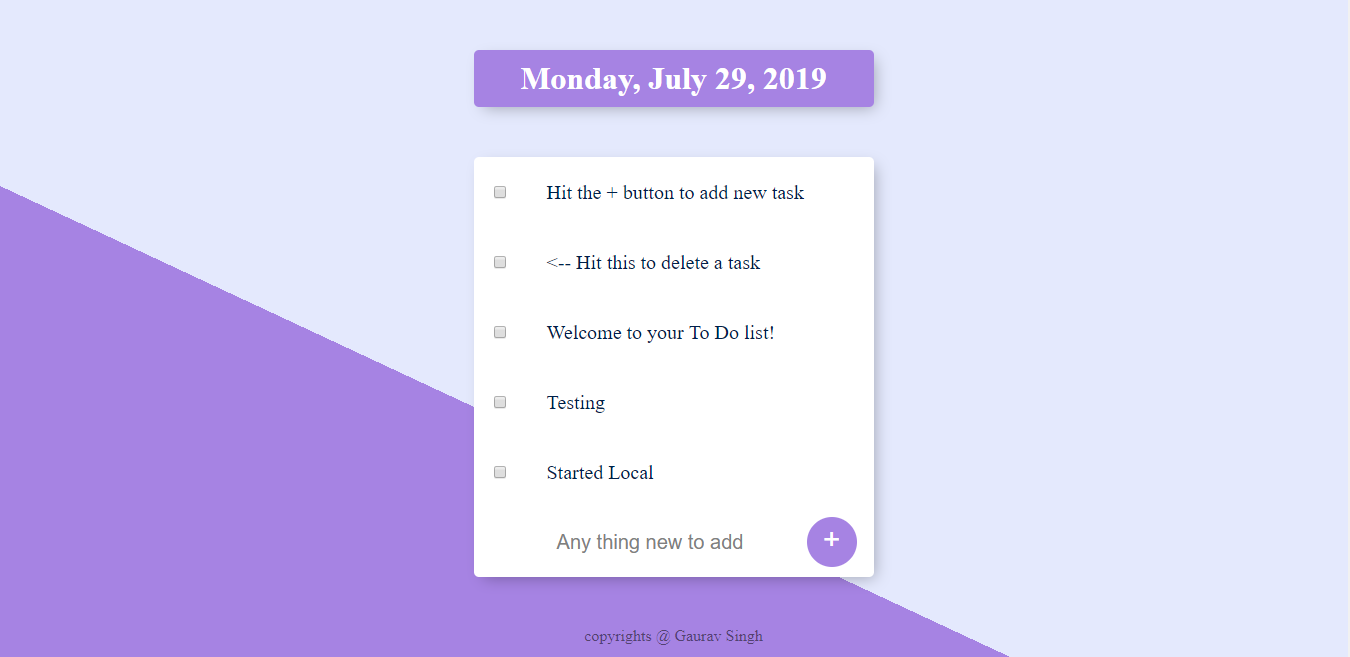 Monday, July 29, 2019
Hit the + button to add new task
<-- Hit this to delete a task
Welcome to your To Do list!
Testing
Started Local
Any thing new to add
+
copyrights @ Gaurav Singh